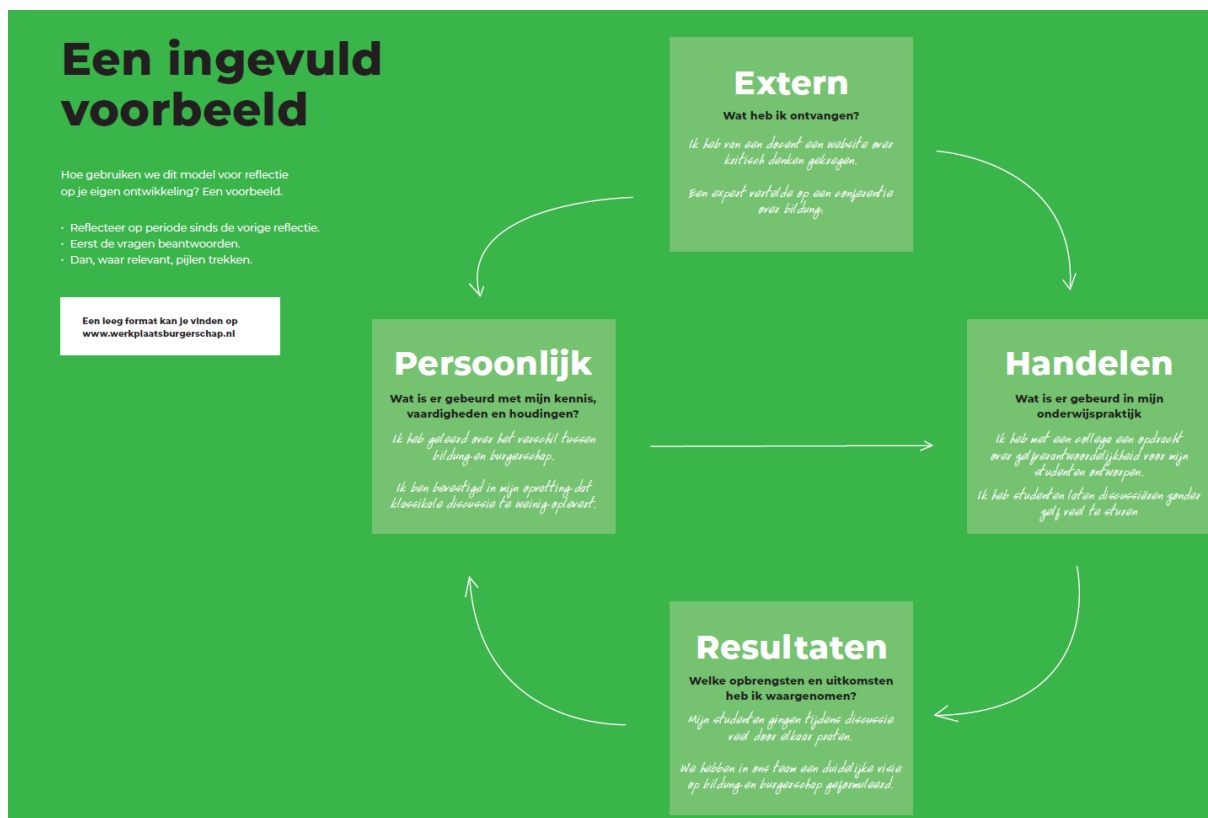 Een ingevuld
voorbeeld
Hoe gebruiken we dit model voor reflectie
op je eigen ontwikkeling? Een voorbeeld.
· Reflecteer op periode sinds de vorige reflectie.
· Eerst de vragen beantwoorden.
· Dan, waar relevant, pijlen trekken.
Een leeg format kan je vinden op
www.werkplaatsburgerschap.nl
Extern
Wat heb ik ontvangen?
Ik heb van een docent een website over
kritisch denken gekregen.
Een expert vertelde op een conferentie
over bildung.
Persoonlijk
Wat is er gebeurd met mijn kennis,
vaardigheden en houdingen?
Ik heb geleerd over het verschil tussen
bildung en burgerschap.
Ik ben bevestigd in mijn opvatting dat
klassikale discussie te weinig oplevert.
Handelen
Wat is er gebeurd in mijn
onderwijspraktijk
Ik heb met een collega een opdracht
over zelfverantwoordelijkheid voor mijn
studenten ontworpen.
Ik heb studenten laten discussiëren zonder
zelf veel te sturen
Resultaten
Welke opbrengsten en uitkomsten
heb ik waargenomen?
Mijn studenten gingen tijdens discussie
veel door elkaar praten.
We hebben in ons team een duidelijke visie
op bildung en burgerschap geformuleerd.